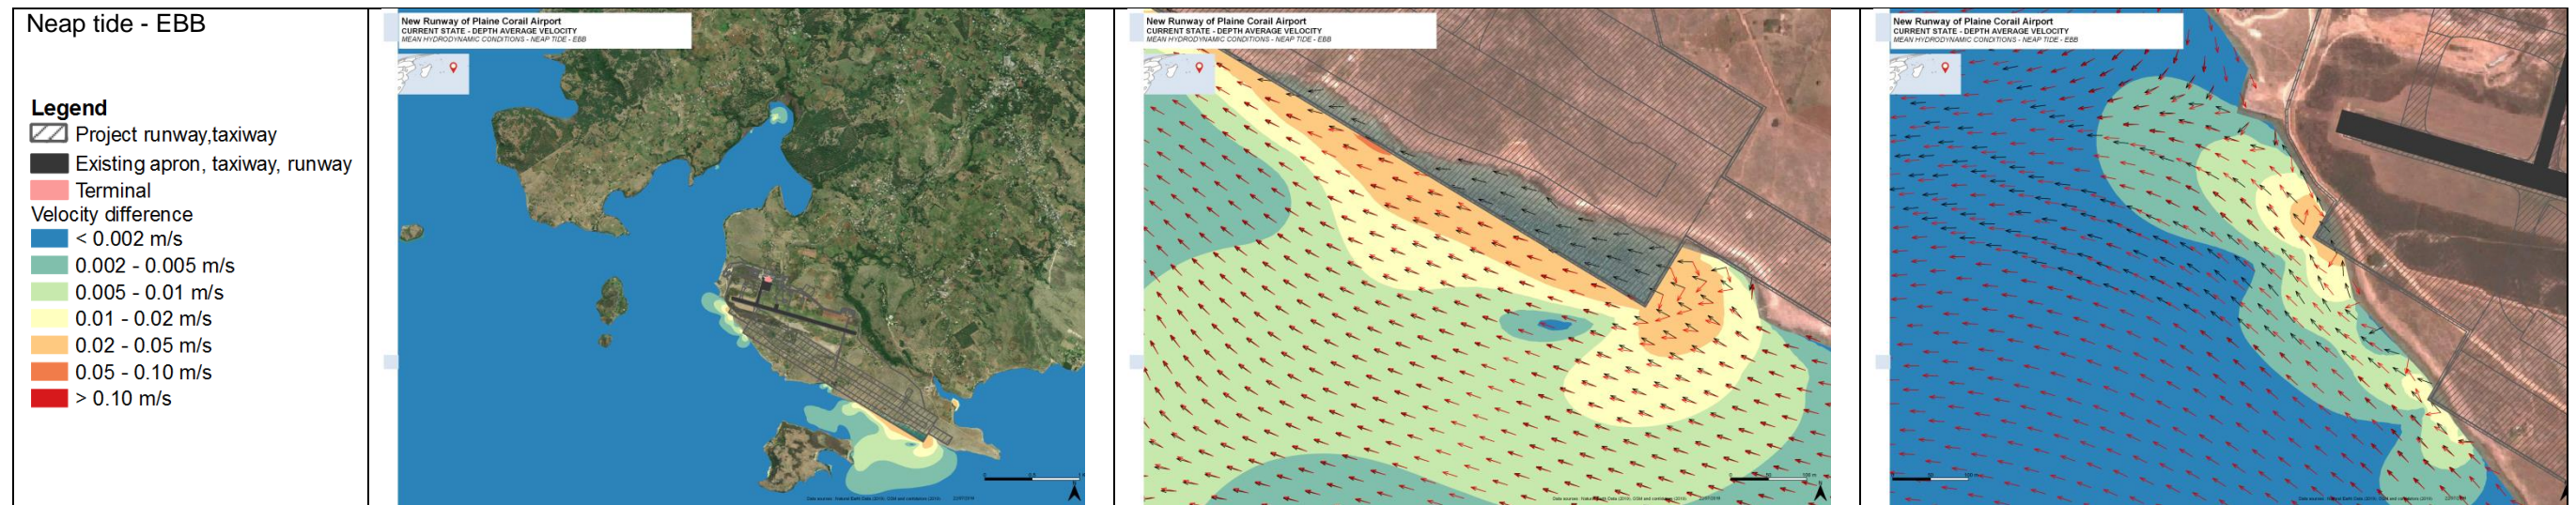 Neap tide - EBB
Legend
Project runway,taxiway
Existing apron, taxiway, runway
Terminal
Velocity difference
< 0.002 m/s
0.002 - 0.005 m/s
0.005 - 0.01 m/s
0.01 - 0.02 m/s
0.02 - 0.05 m/s
0.05 - 0.10 m/s
> 0.10 m/s
New Runway of Plaine Corail Airport
CURRENT STATE - DEPTH AVERAGE VELOCITY
MEAN HYDRODYNAMIC CONDITIONS - NEAP TIDE - EBB
New Runway of Plaine Corail Airport
CURRENT STATE - DEPTH AVERAGE VELOCITY
MEAN HYDRODYNAMIC CONDITIONS - NEAP TIDE - EBB
New Runway of Plaine Corail Airport
CURRENT STATE - DEPTH AVERAGE VELOCITY
MEAN HYDRODYNAMIC CONDITIONS - NEAP TIDE - EBB